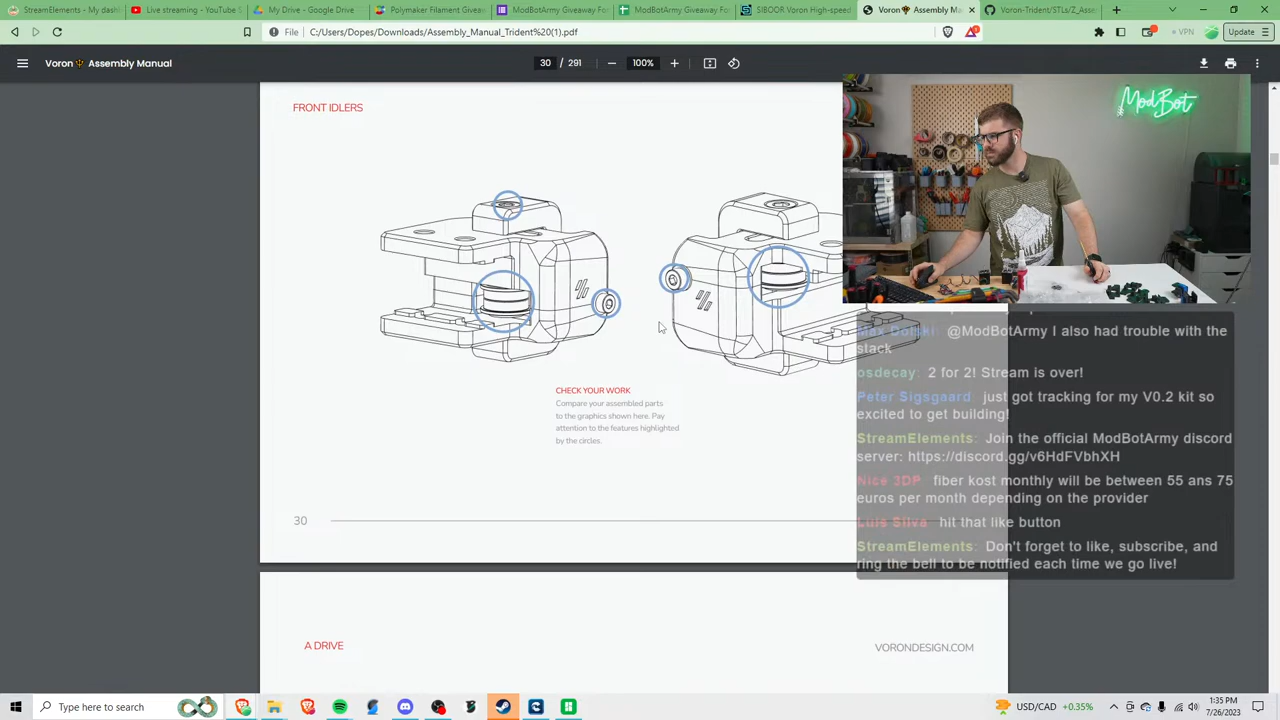 StreamElements - My dash
Live streaming - YouTube S
My Drive - Google Drive
Polymaker Filament Givea
ModBotArmy Giveaway For
ModBotArmy Giveaway For
SIBOOR Voron High-speed
Voron Assembly Ma
Voron-Trident/STLs/Z_Asse
File
C:/Users/Dopes/Downloads/Assembly_Manual_Trident%20(1).pdf
VPN
Update
Voron Assembly Manual
30 / 291
100%
FRONT IDLERS
ModBot
@ModBotArmy I also had trouble with the
stack
osdecay: 2 for 2! Stream is over!
Peter Sigsgaard just got tracking for my V0.2 kit so
excited to get building!
StreamElements: Join the official ModBotArmy discord
server: https://discord.gg/v6HdFVbhXH
Nice 3DP fiber kost monthly will be between 55 ans 75
euros per month depending on the provider
Luis Silva hit that like button
StreamElements: Don't forget to like, subscribe, and
ring the bell to be notified each time we go live!
CHECK YOUR WORK
Compare your assembled parts
to the graphics shown here. Pay
attention to the features highlighted
by the circles.
30
A DRIVE
VORONDESIGN.COM
Type here to search
USD/CAD +0.35%
1:35 PM
7/26/2023